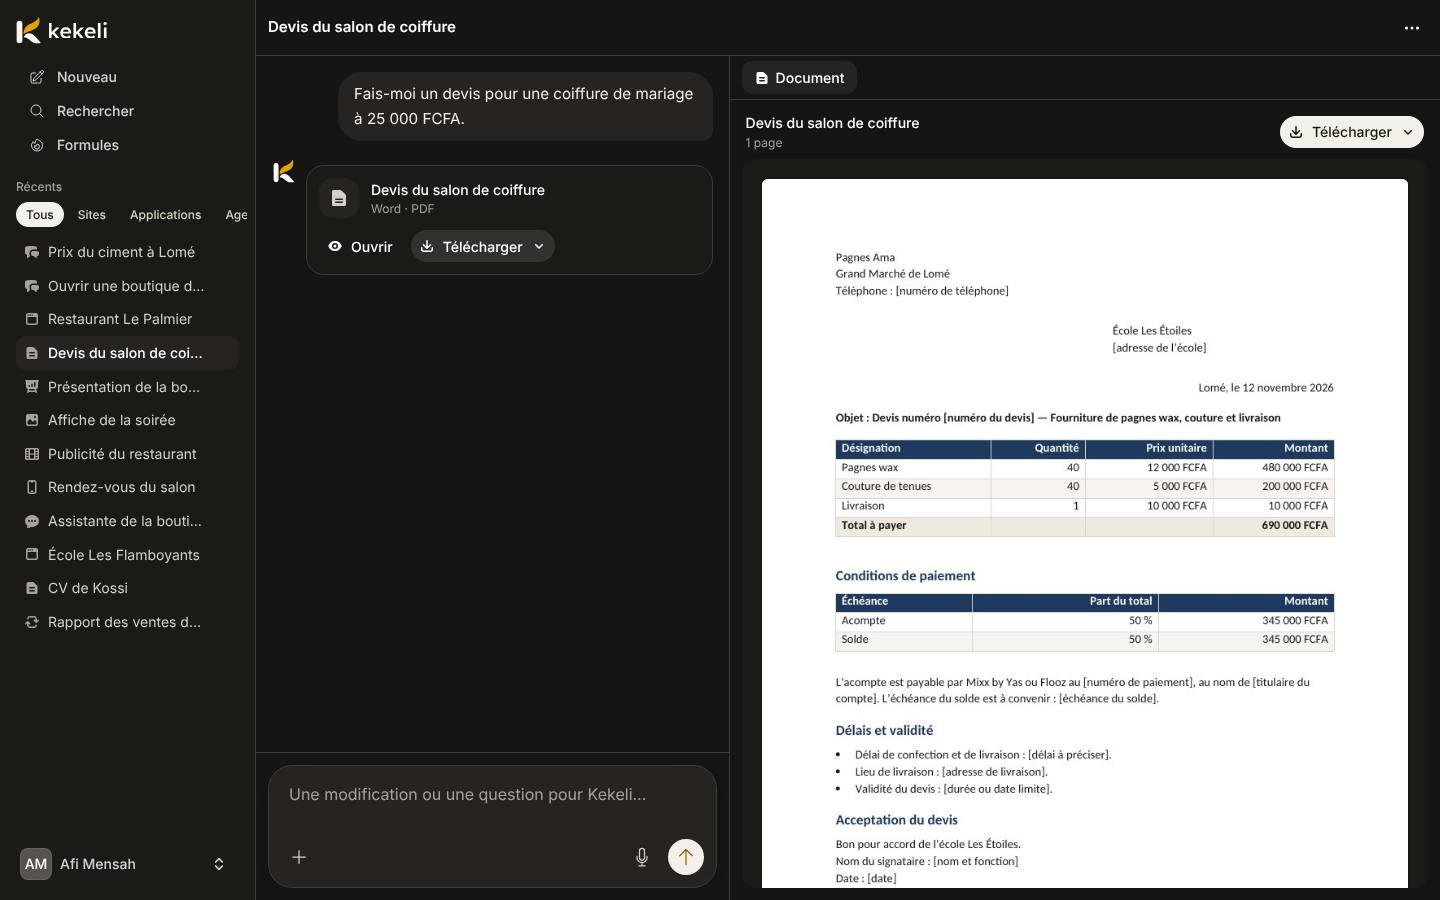 kekeli
Nouveau
Rechercher
Formules
Récents
Tous Sites Applications Age
Prix du ciment à Lomé
Ouvrir une boutique d...
Restaurant Le Palmier
Devis du salon de coi...
Présentation de la bo...
Affiche de la soirée
Publicité du restaurant
Rendez-vous du salon
Assistante de la bouti...
École Les Flamboyants
CV de Kossi
Rapport des ventes d...
AM Afi Mensah
Devis du salon de coiffure
Fais-moi un devis pour une coiffure de mariage
à 25 000 FCFA.
Devis du salon de coiffure
Word · PDF
Ouvrir Télécharger
Une modification ou une question pour Kekeli...
Document
Devis du salon de coiffure
1 page
Télécharger
Pagnes Ama
Grand Marché de Lomé
Téléphone : [numéro de téléphone]
École Les Étoiles
[adresse de l'école]
Lomé, le 12 novembre 2026
Objet : Devis numéro [numéro du devis] — Fourniture de pagnes wax, couture et livraison
Désignation Quantité Prix unitaire Montant
Pagnes wax 40 12 000 FCFA 480 000 FCFA
Couture de tenues 40 5 000 FCFA 200 000 FCFA
Livraison 1 10 000 FCFA 10 000 FCFA
Total à payer 690 000 FCFA
Conditions de paiement
Échéance Part du total Montant
Acompte 50 % 345 000 FCFA
Solde 50 % 345 000 FCFA
L'acompte est payable par Mixx by Yas ou Flooz au [numéro de paiement], au nom de [titulaire du
compte]. L'échéance du solde est à convenir : [échéance du solde].
Délais et validité
• Délai de confection et de livraison : [délai à préciser].
• Lieu de livraison : [adresse de livraison].
• Validité du devis : [durée ou date limite].
Acceptation du devis
Bon pour accord de l'école Les Étoiles.
Nom du signataire : [nom et fonction]
Date : [date]